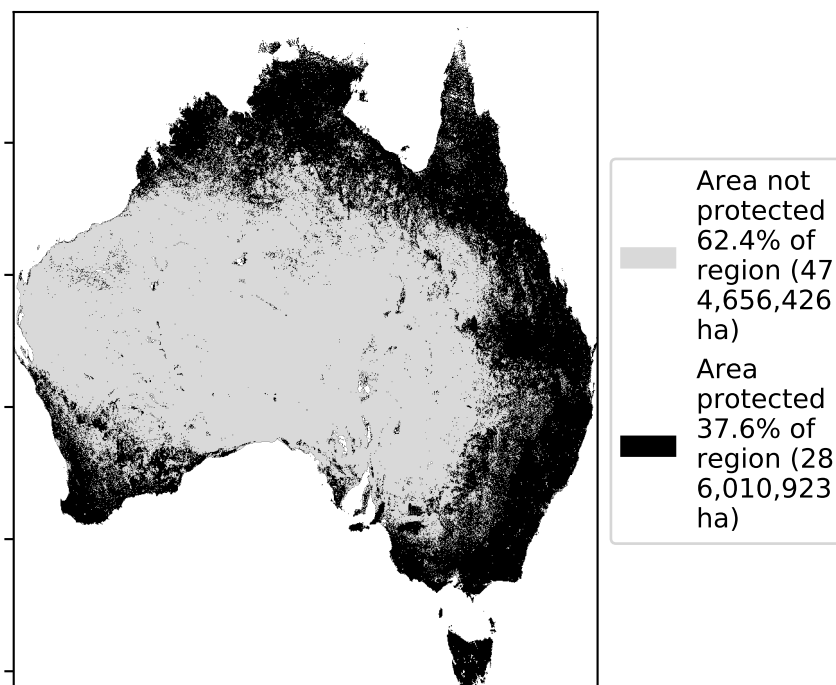 Area not
protected
62.4% of
region (47
4,656,426
ha)
Area
protected
37.6% of
region (28
6,010,923
ha)